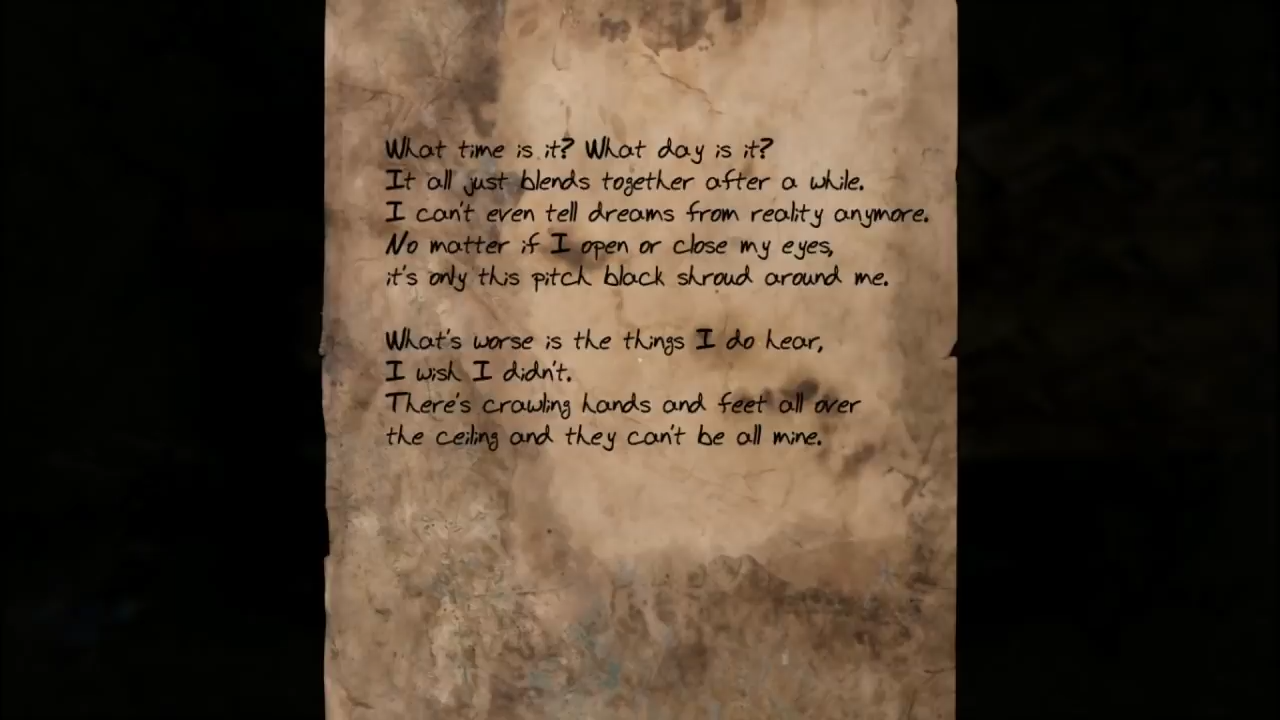 What time is it? What day is it?
It all just blends together after a while.
I can't even tell dreams from reality anymore.
No matter if I open or close my eyes,
it's only this pitch black shroud around me.
What's worse is the things I do hear,
I wish I didn't.
There's crawling hands and feet all over
the ceiling and they can't be all mine.